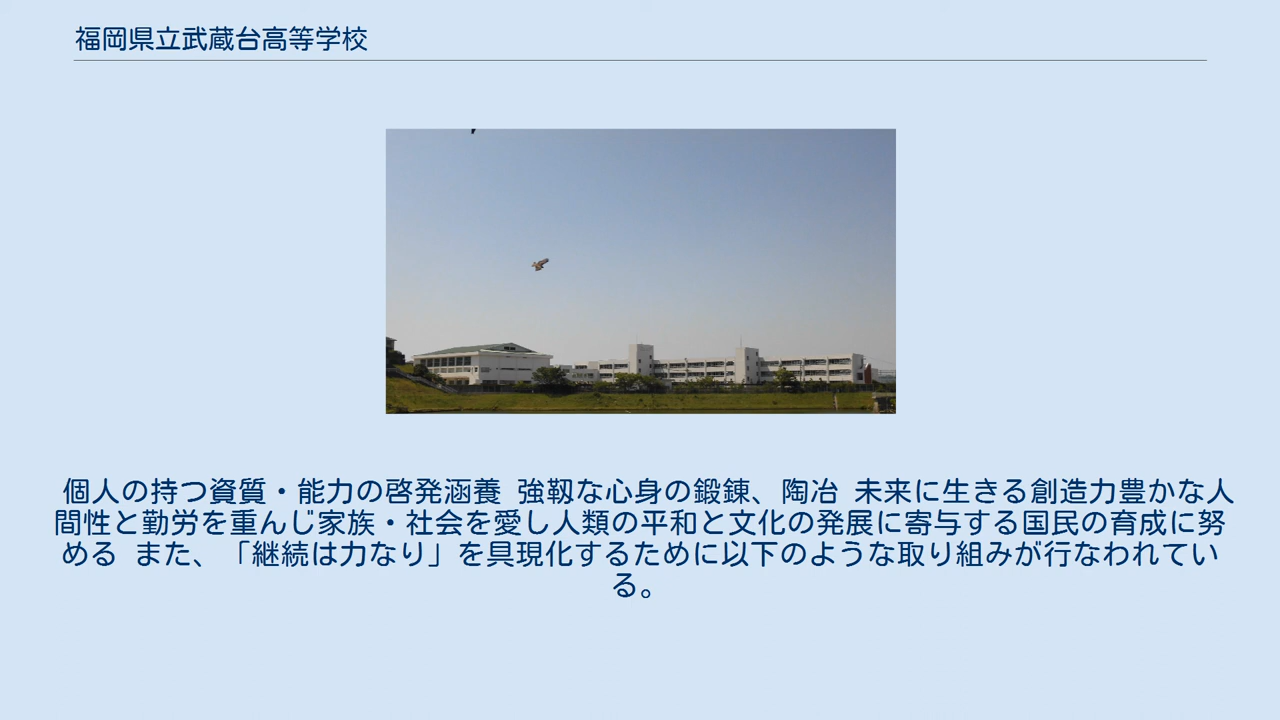 福岡県立武蔵台高等学校
個人の持つ資質・能力の啓発涵養 強靱な心身の鍛錬、陶冶 未来に生きる創造力豊かな人
間性と勤労を重んじ家族・社会を愛し人類の平和と文化の発展に寄与する国民の育成に努
める また、「継続は力なり」を具現化するために以下のような取り組みが行なわれてい
る。